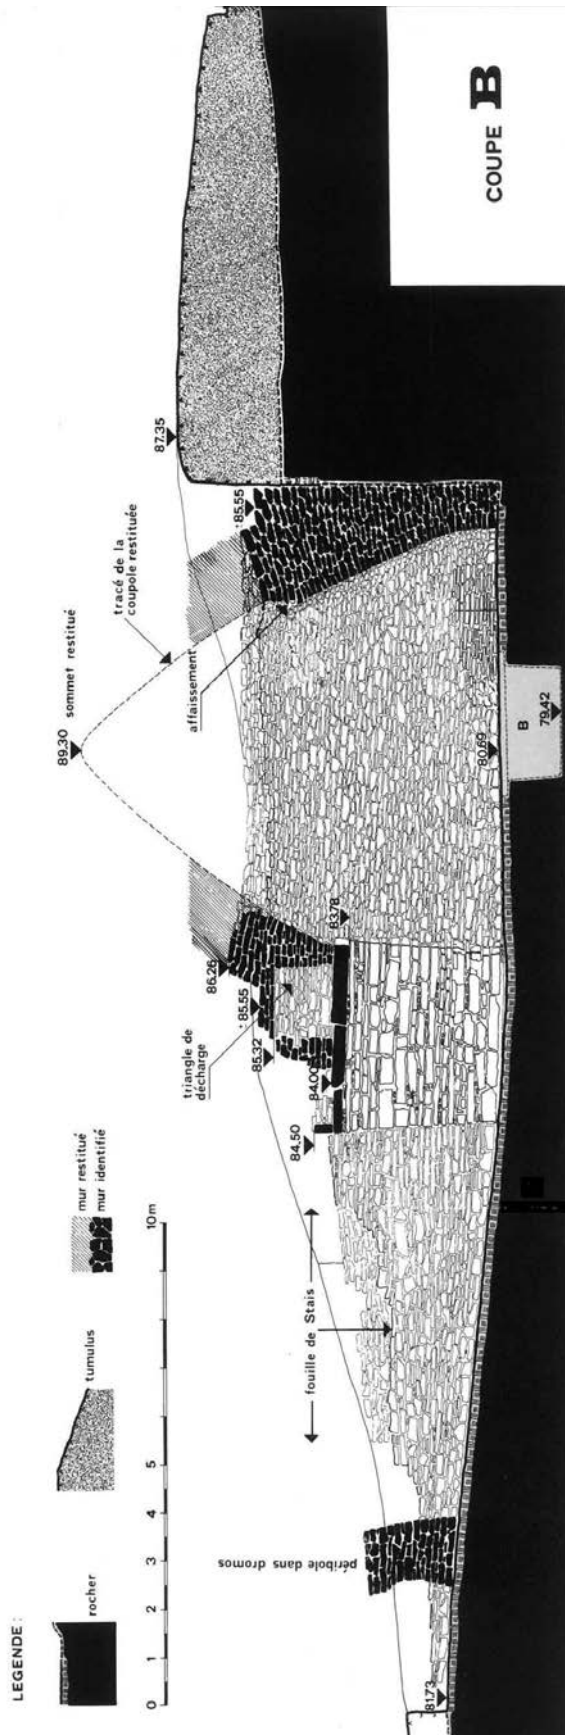 LEGENDE :
rocher
tumulus
mur restitué
mur identifié
0 1 2 3 4 5 10 m
COUPE B
81.73
péribole dans dromos
fouille de Stais
84.50
84.00
85.32
+85.55
86.26
triangle de
décharge
83.78
89.30 sommet restitué
tracé de la
coupole restituée
affaissement
+85.55
87.35
80.69
B
79.42